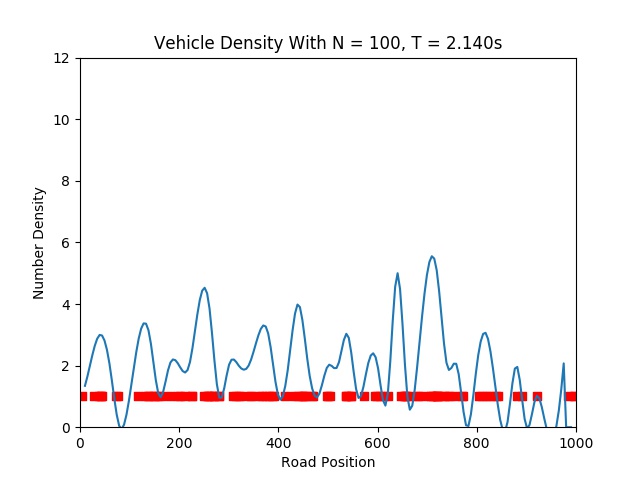 Vehicle Density With N = 100, T = 2.140s
12
10
8
6
4
2
0
Number Density
0 200 400 600 800 1000
Road Position